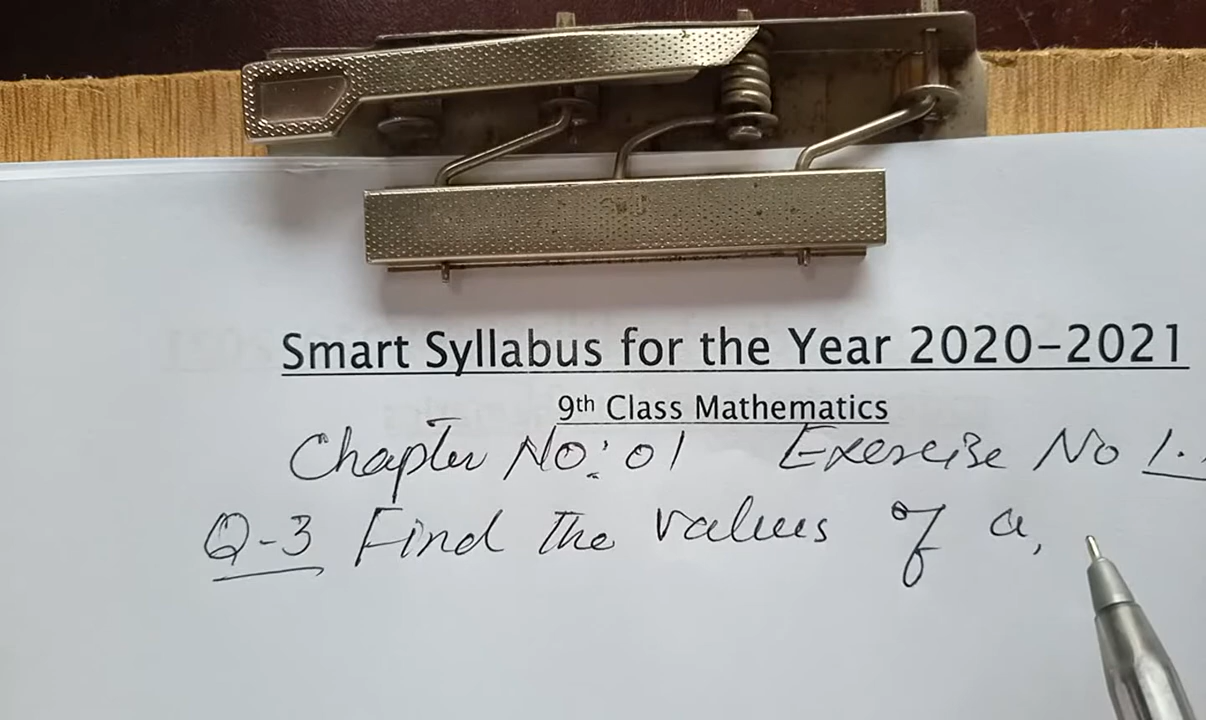 Smart Syllabus for the Year 2020-2021
9th Class Mathematics
Chapter No: 01 Exercise No 1.
Q-3 Find the values of a,